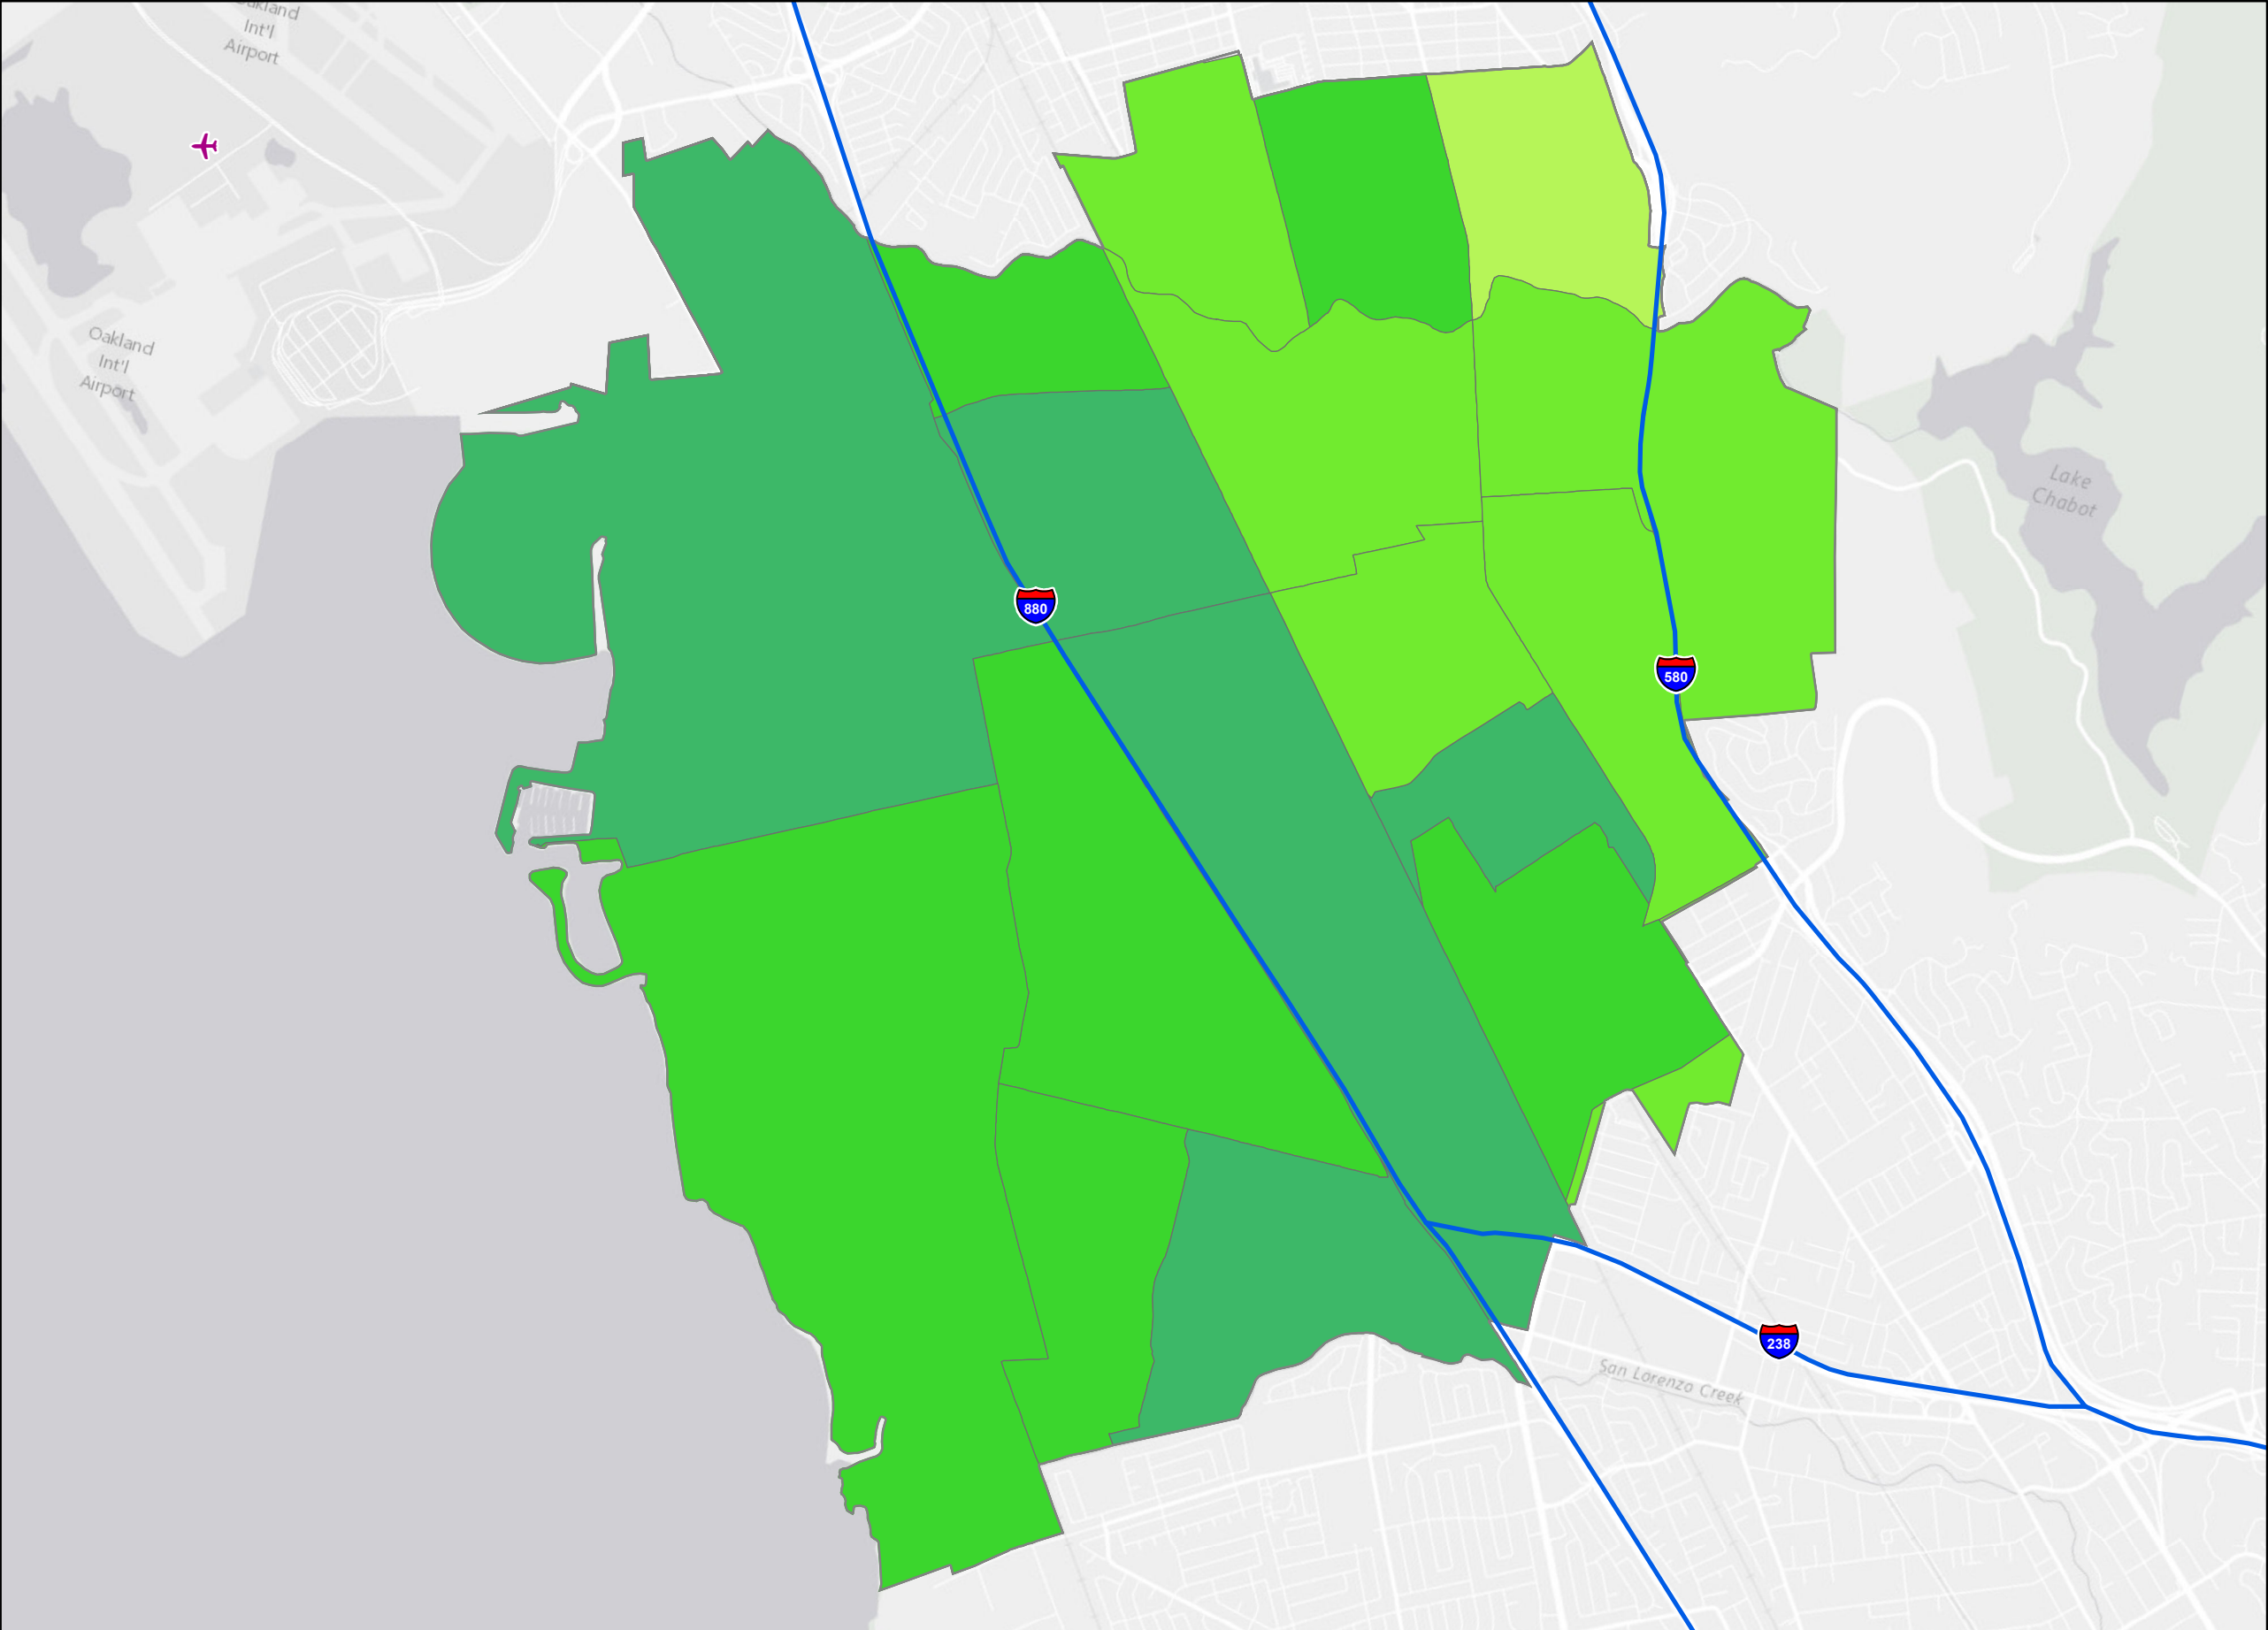 Oakland
Int'l
Airport
Oakland
Int'l
Airport
Lake
Chabot
880
580
238
San Lorenzo Creek